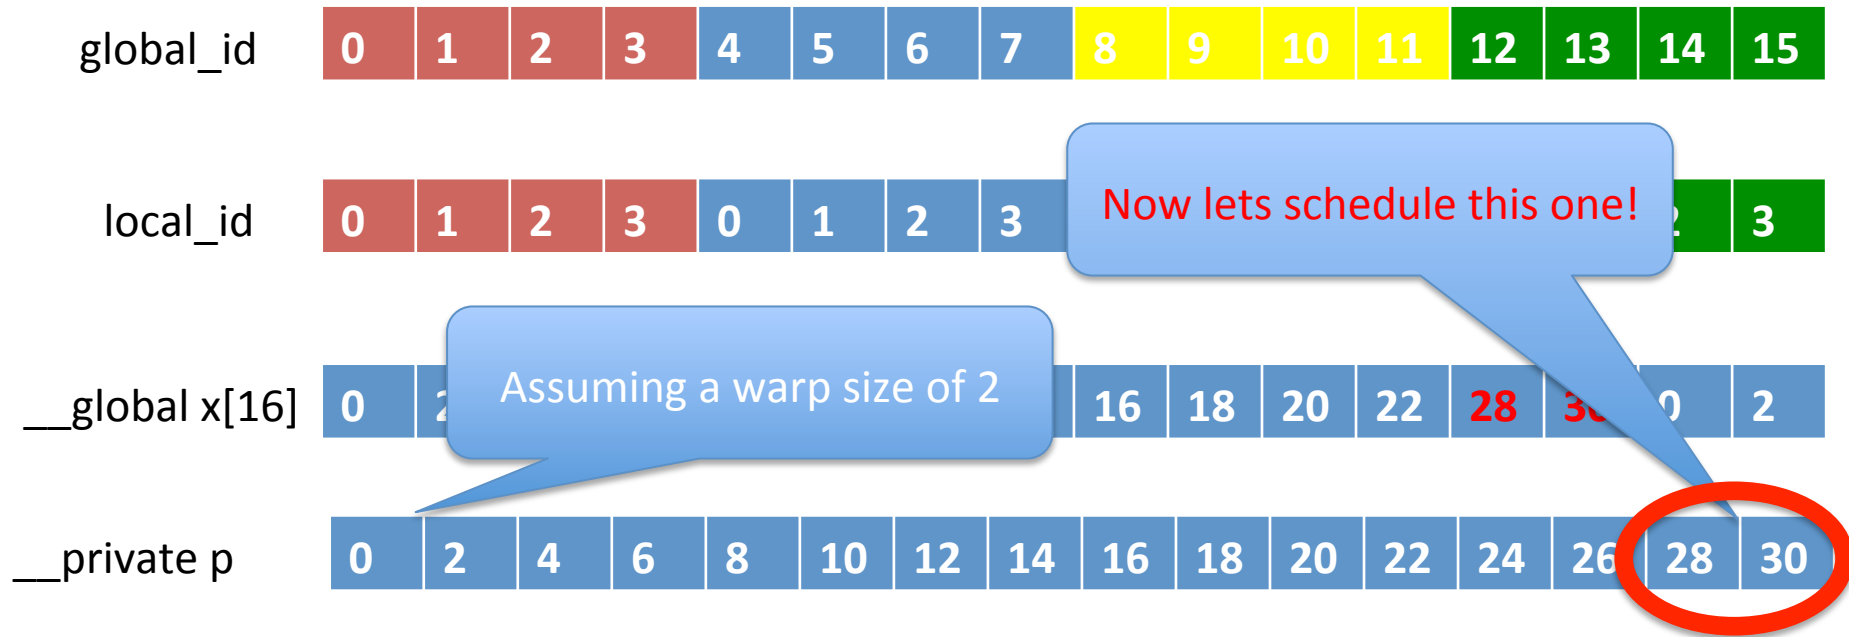 global_id 0 1 2 3 4 5 6 7 8 9 10 11 12 13 14 15
local_id 0 1 2 3 0 1 2 3 Now lets schedule this one! 3
__global x[16] 0 Assuming a warp size of 2 16 18 20 22 28 0 2
__private p 0 2 4 6 8 10 12 14 16 18 20 22 24 26 28 30